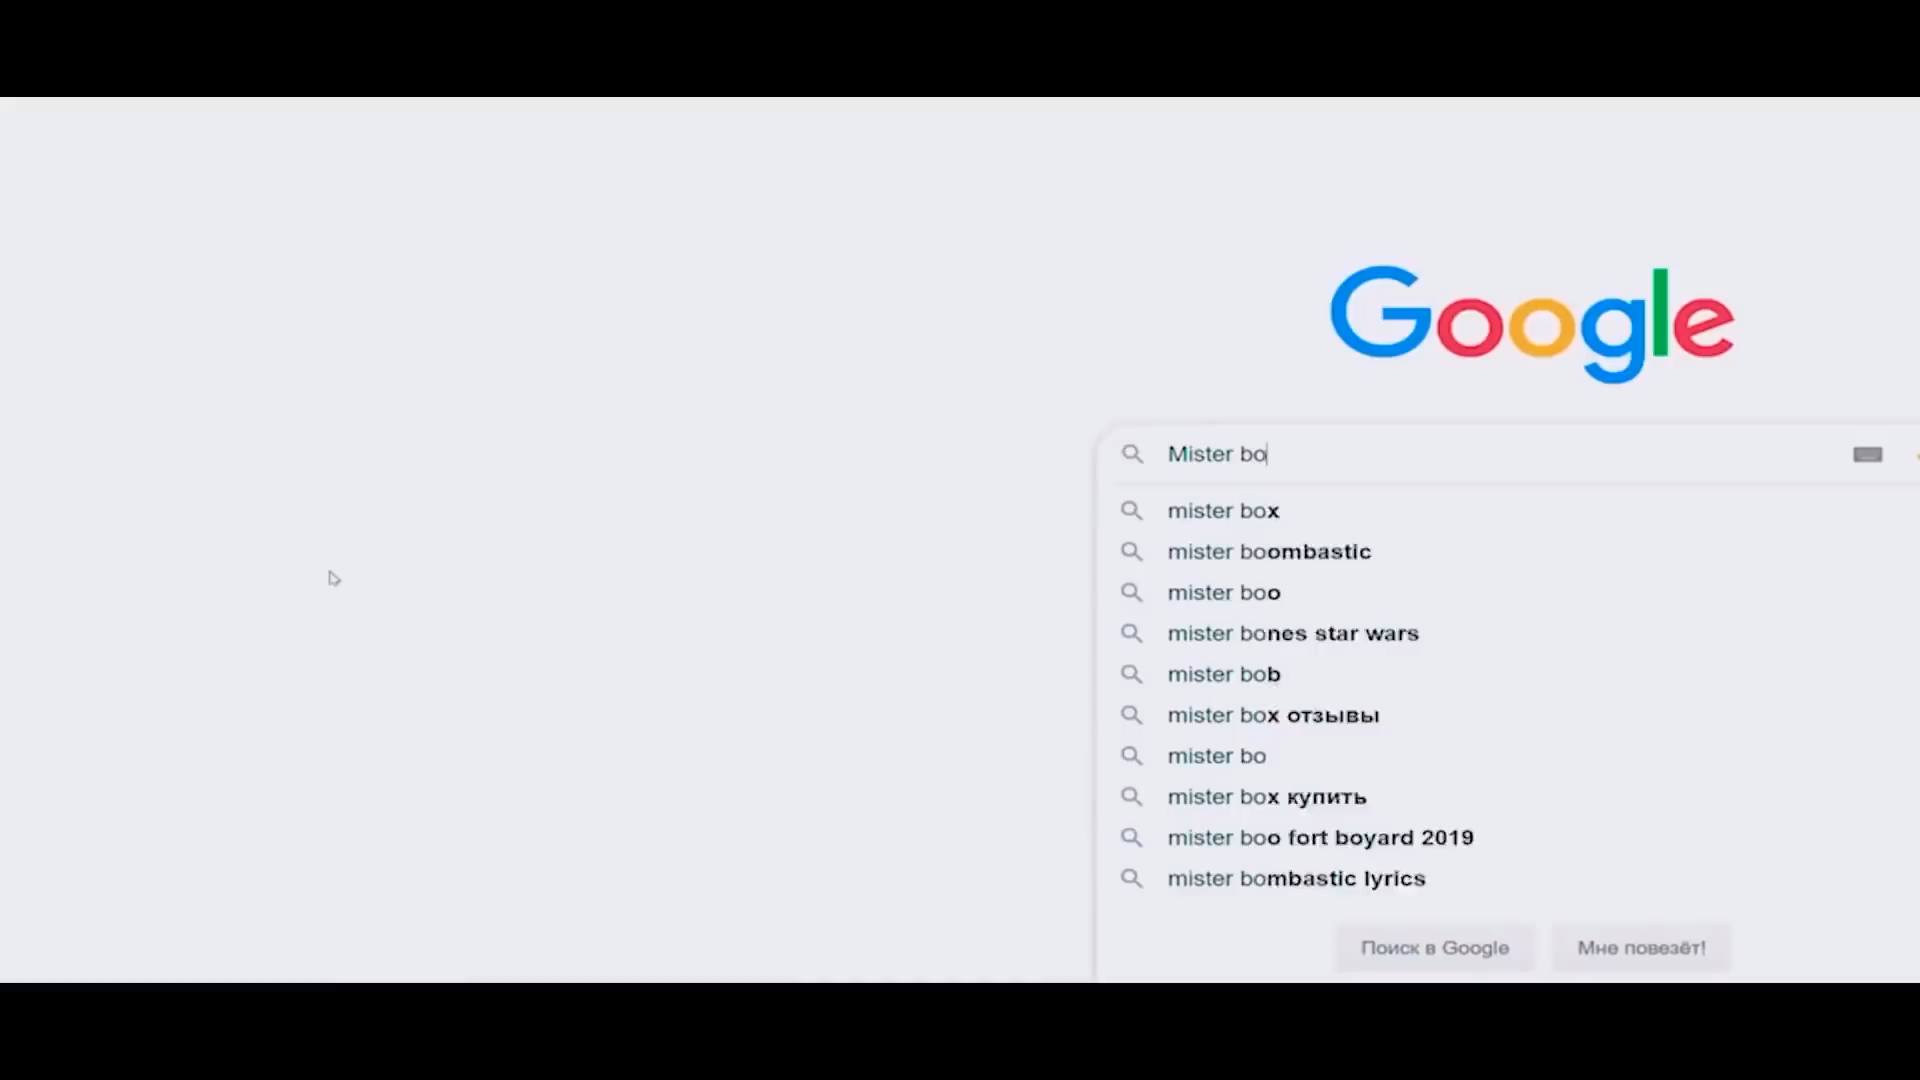 Google
Mister bo
mister box
mister boombastic
mister boo
mister bones star wars
mister bob
mister box отзывы
mister bo
mister box купить
mister boo fort boyard 2019
mister bombastic lyrics
Поиск в Google
Мне повезёт!